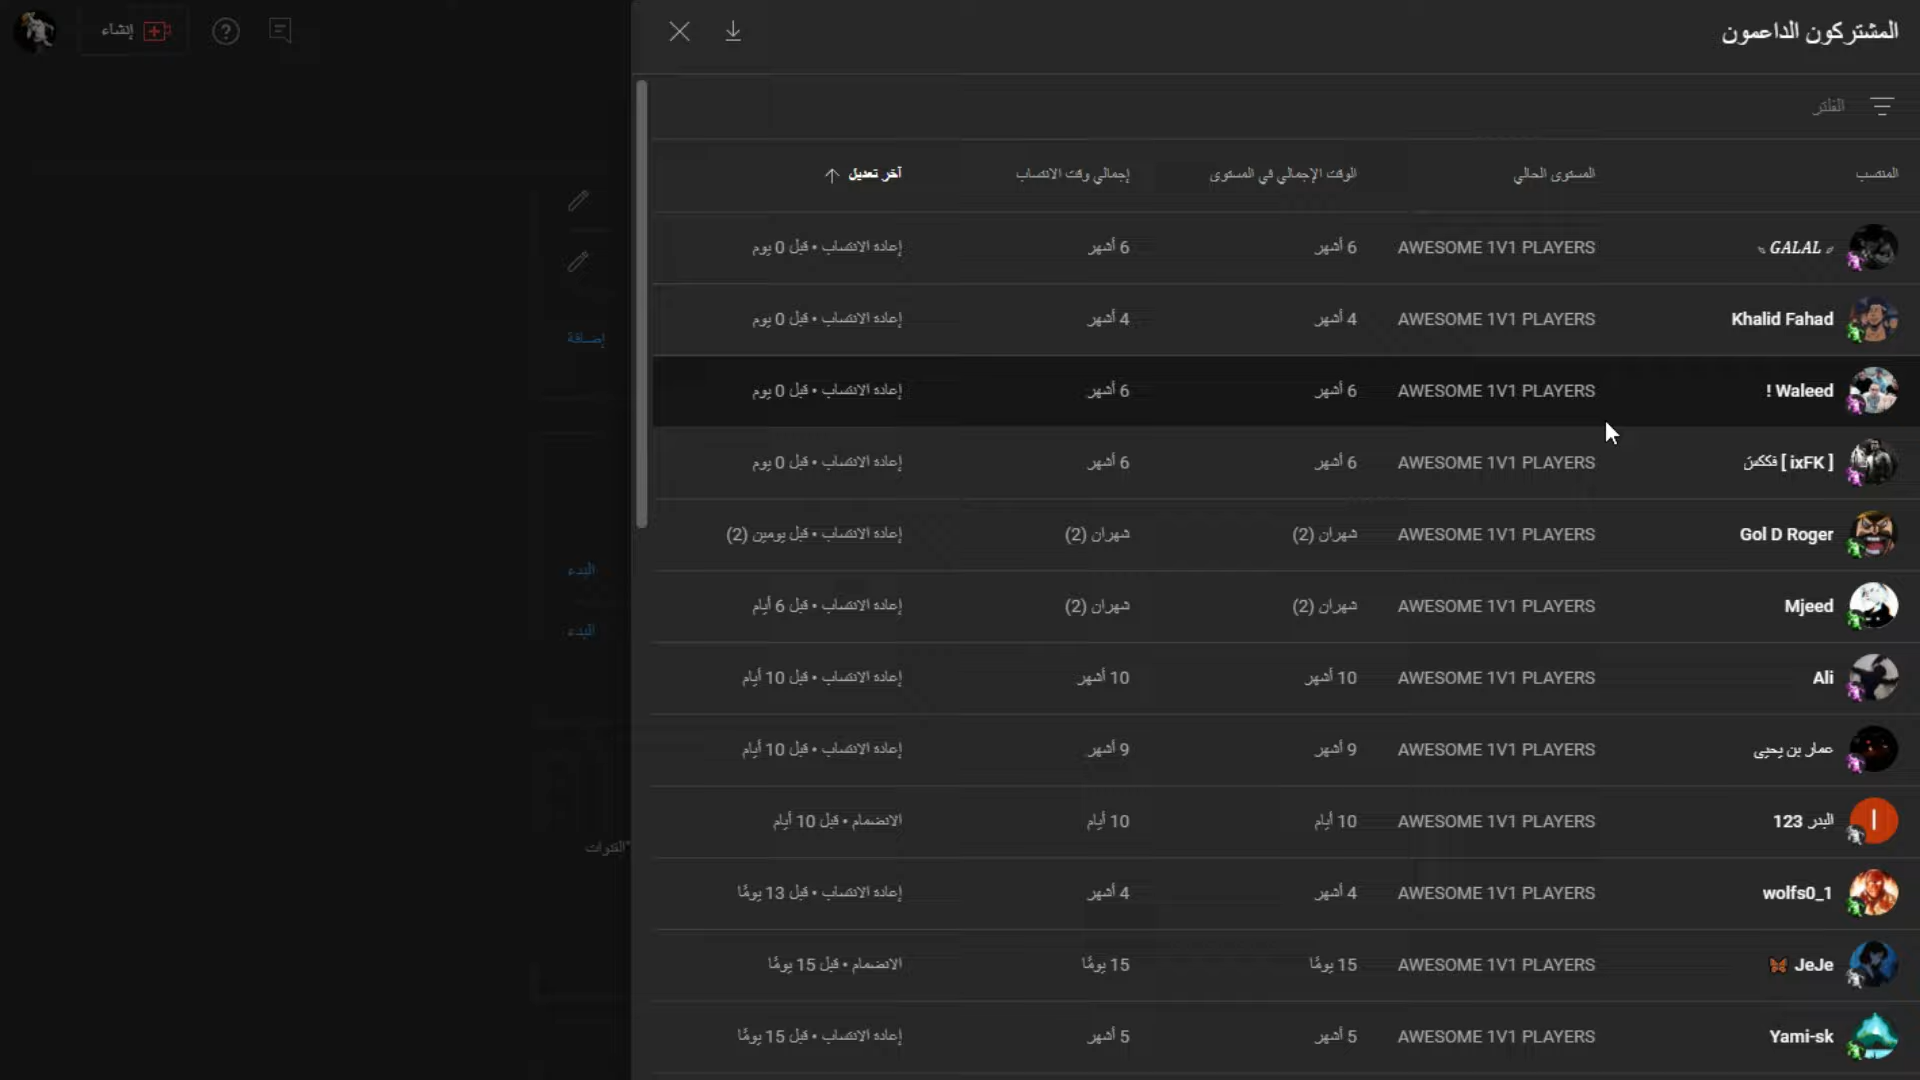 المشتركون الداعمون
إنشاء
الفلتر
المنتسب المستوى الحالي الوقت الإجمالي في المستوى إجمالي وقت الانتساب آخر تعديل
GALAL AWESOME 1V1 PLAYERS 6 أشهر 6 أشهر إعادة الانتساب • قبل 0 يوم
Khalid Fahad AWESOME 1V1 PLAYERS 4 أشهر 4 أشهر إعادة الانتساب • قبل 0 يوم
إضافة
! Waleed AWESOME 1V1 PLAYERS 6 أشهر 6 أشهر إعادة الانتساب • قبل 0 يوم
[ ixFK ] فككسن AWESOME 1V1 PLAYERS 6 أشهر 6 أشهر إعادة الانتساب • قبل 0 يوم
Gol D Roger AWESOME 1V1 PLAYERS شهران (2) شهران (2) إعادة الانتساب • قبل يومين (2)
البدء
Mjeed AWESOME 1V1 PLAYERS شهران (2) شهران (2) إعادة الانتساب • قبل 6 أيام
البدء
Ali AWESOME 1V1 PLAYERS 10 أشهر 10 أشهر إعادة الانتساب • قبل 10 أيام
عمار بن يحيى AWESOME 1V1 PLAYERS 9 أشهر 9 أشهر إعادة الانتساب • قبل 10 أيام
البدر 123 AWESOME 1V1 PLAYERS 10 أيام 10 أيام الانضمام • قبل 10 أيام
"القنوات
wolfs0_1 AWESOME 1V1 PLAYERS 4 أشهر 4 أشهر إعادة الانتساب • قبل 13 يومًا
JeJe AWESOME 1V1 PLAYERS 15 يومًا 15 يومًا الانضمام • قبل 15 يومًا
Yami-sk AWESOME 1V1 PLAYERS 5 أشهر 5 أشهر إعادة الانتساب • قبل 15 يومًا